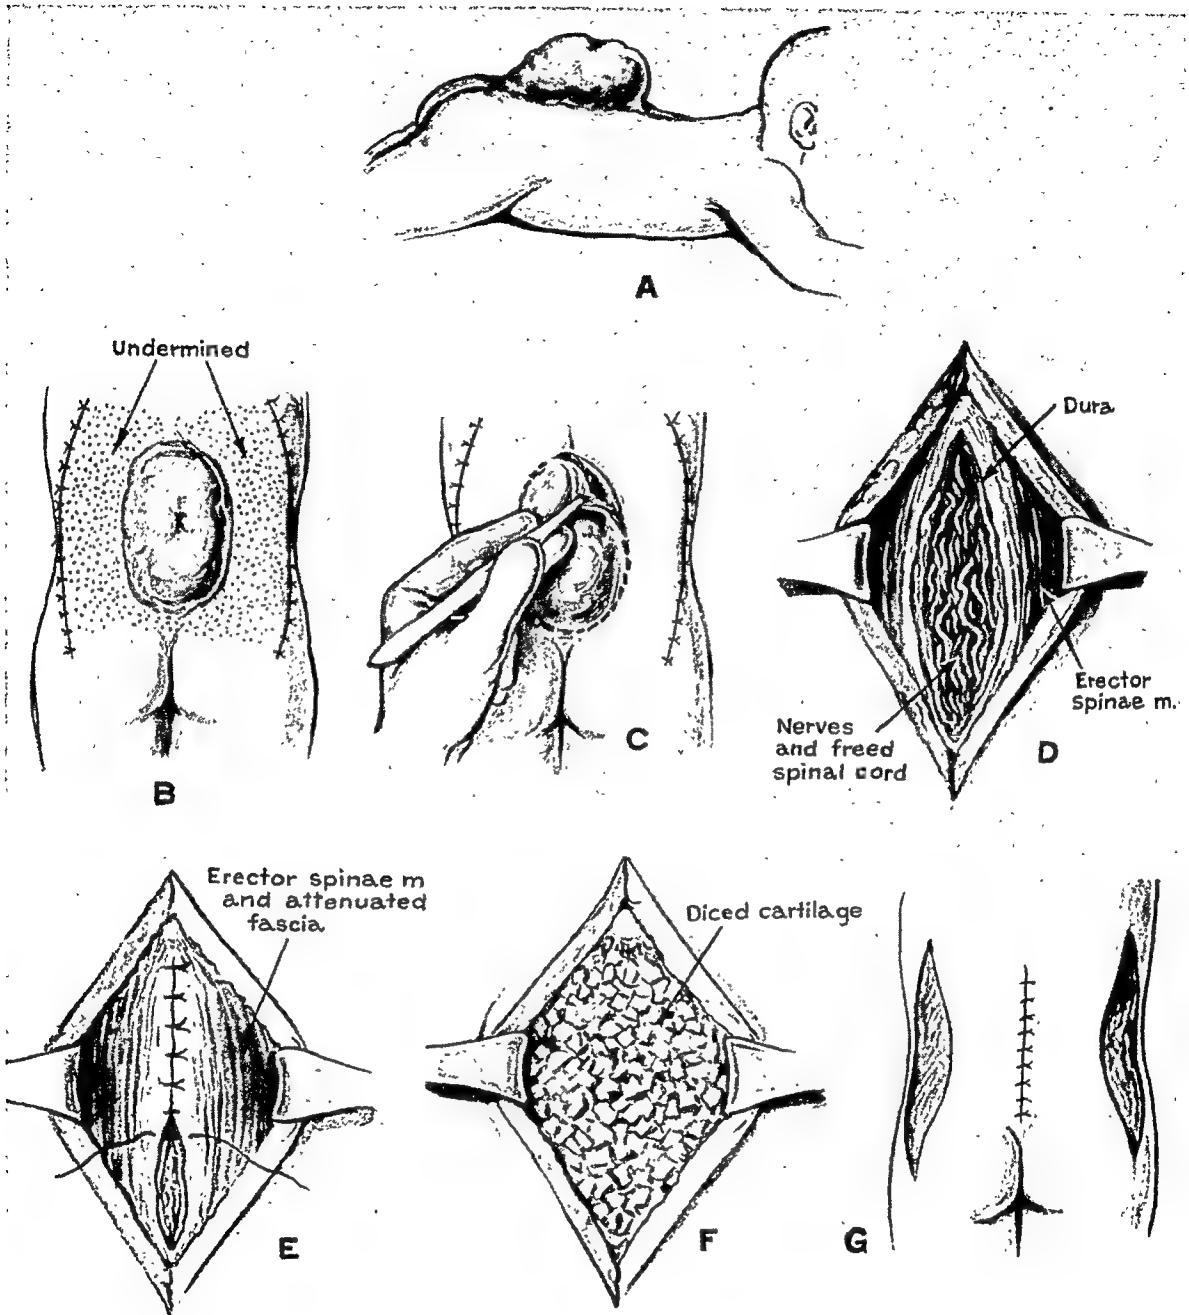 A
Undermined
B
C
Dura
Erector
Spinae m.
Nerves
and freed
spinal cord
D
Erector spinae m
and attenuated
fascia
E
Diced cartilage
F
G